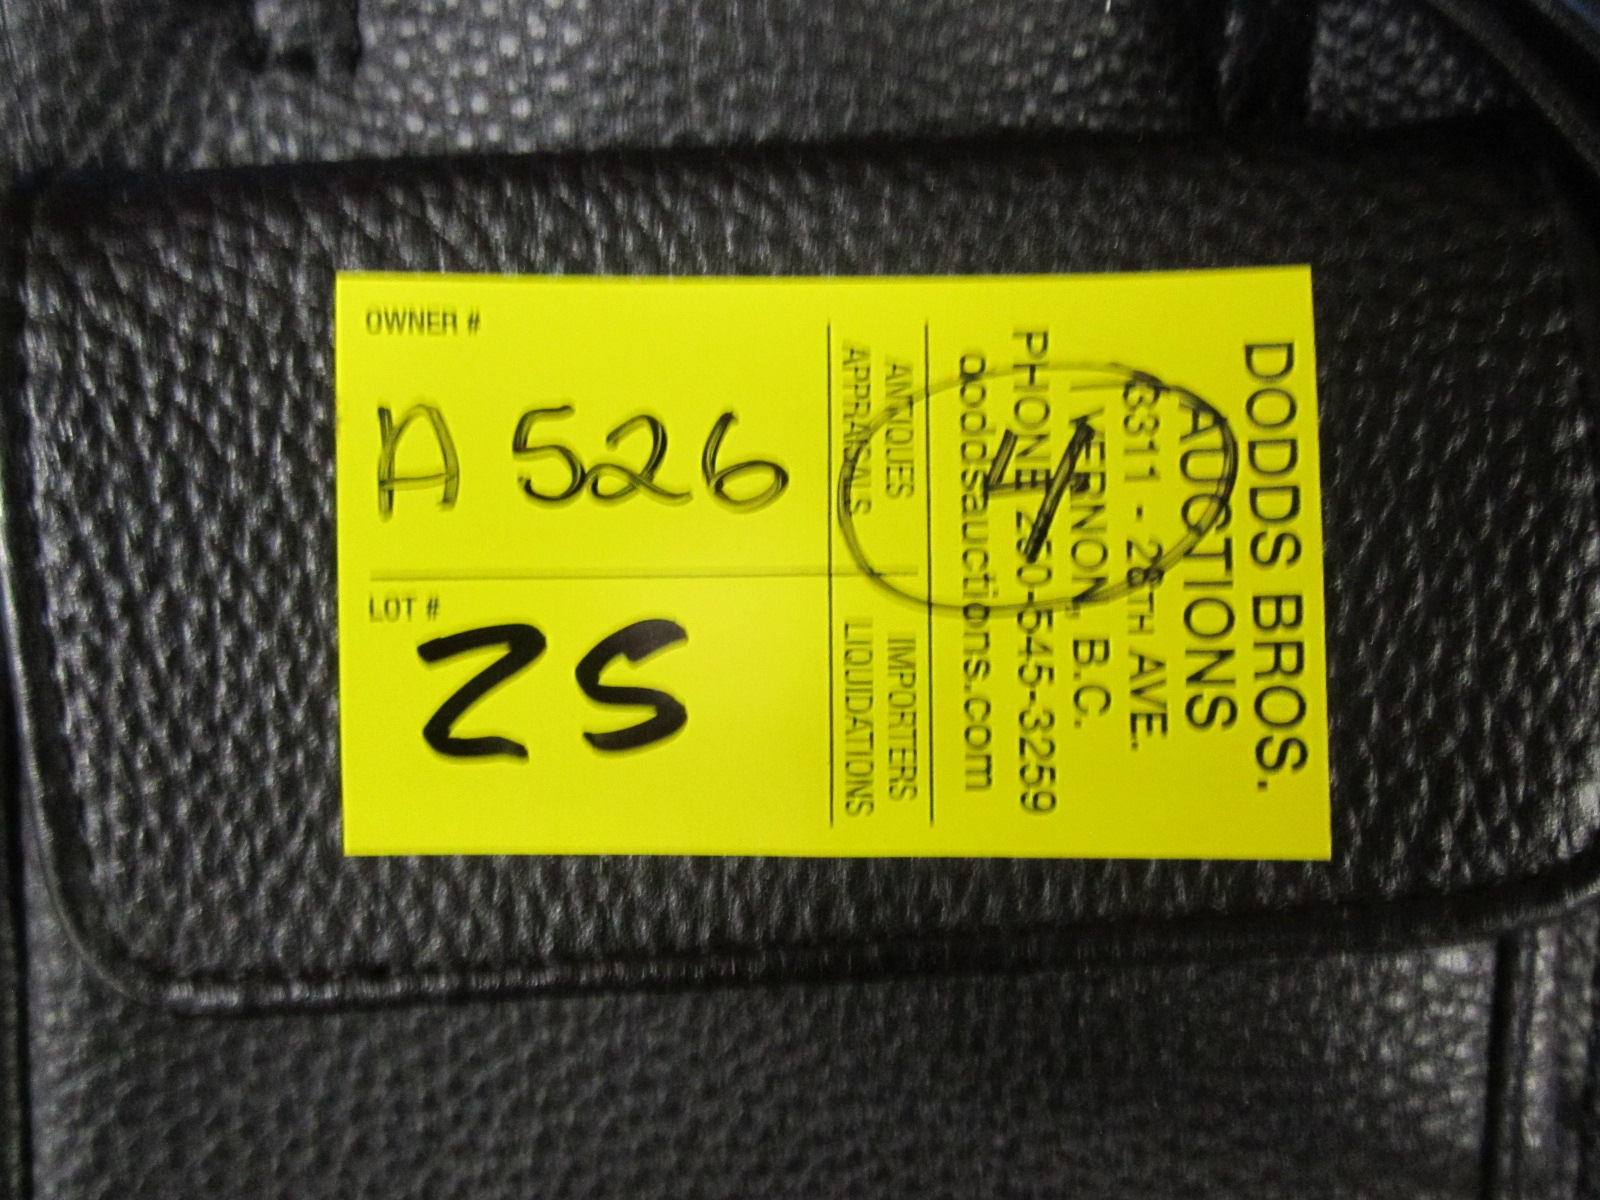 DODDS BROS.
AUCTIONS
3311 - 28TH AVE.
VERNON, B.C.
PHONE 250-545-3259
doddsauctions.com
ANTIQUES IMPORTERS
APPRAISALS LIQUIDATIONS
OWNER #
A 526
LOT #
25